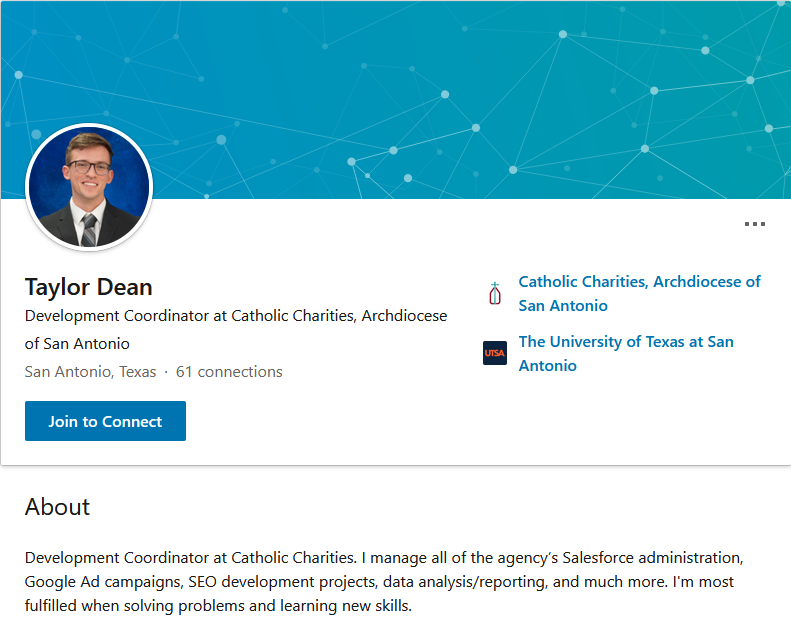 Taylor Dean
Development Coordinator at Catholic Charities, Archdiocese
of San Antonio
San Antonio, Texas · 61 connections
Join to Connect
Catholic Charities, Archdiocese of
San Antonio
UTSA
The University of Texas at San
Antonio
About
Development Coordinator at Catholic Charities. I manage all of the agency’s Salesforce administration,
Google Ad campaigns, SEO development projects, data analysis/reporting, and much more. I'm most
fulfilled when solving problems and learning new skills.